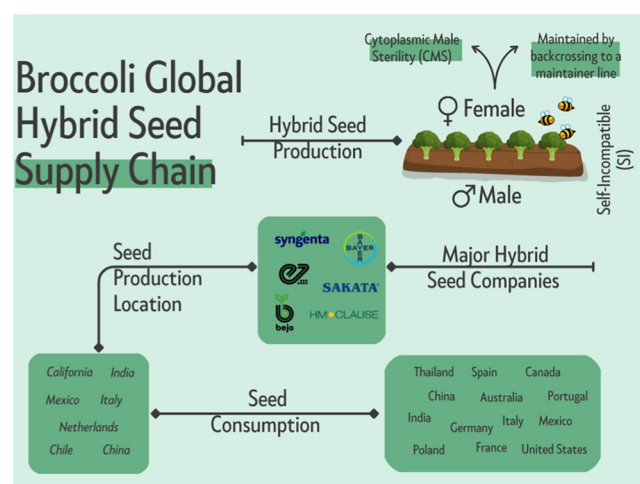 Broccoli Global
Hybrid Seed
Supply Chain
Hybrid Seed
Production
Cytoplasmic Male
Sterility (CMS)
Maintained by
backcrossing to a
maintainer line
♀ Female
♂ Male
Self-Incompatible
(SI)
Seed
Production
Location
syngenta
BAYER
BAYER
SAKATA
bejo
HM CLAUSE
Major Hybrid
Seed Companies
California India
Mexico Italy
Netherlands
Chile China
Seed
Consumption
Thailand Spain Canada
China Australia Portugal
India Germany Italy Mexico
Poland France United States